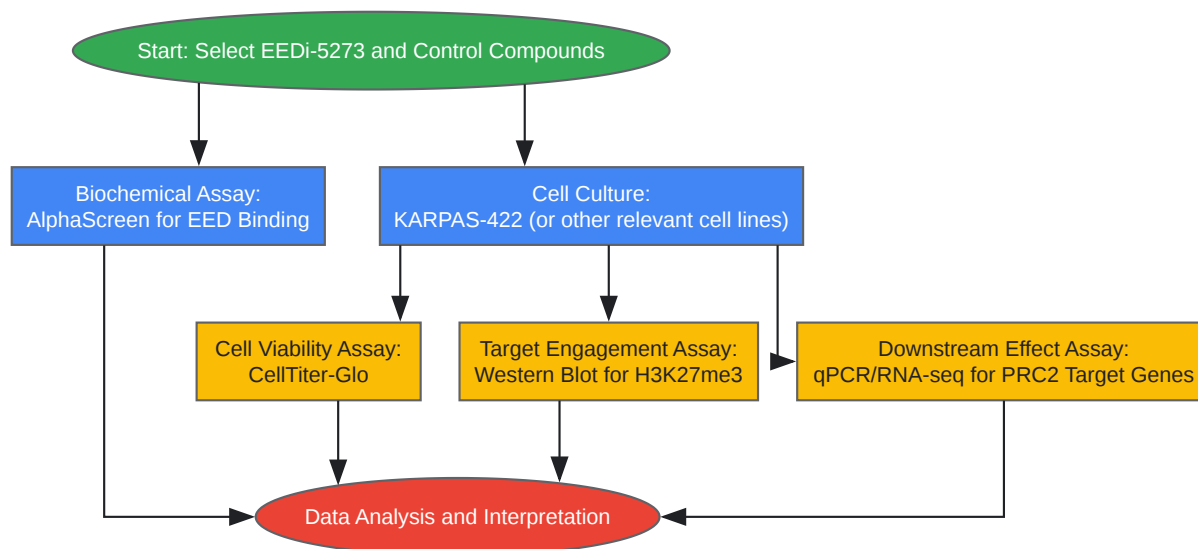 Start: Select EEDi-5273 and Control Compounds
Biochemical Assay:
AlphaScreen for EED Binding
Cell Culture:
KARPAS-422 (or other relevant cell lines)
Cell Viability Assay:
CellTiter-Glo
Target Engagement Assay:
Western Blot for H3K27me3
Downstream Effect Assay:
qPCR/RNA-seq for PRC2 Target Genes
Data Analysis and Interpretation